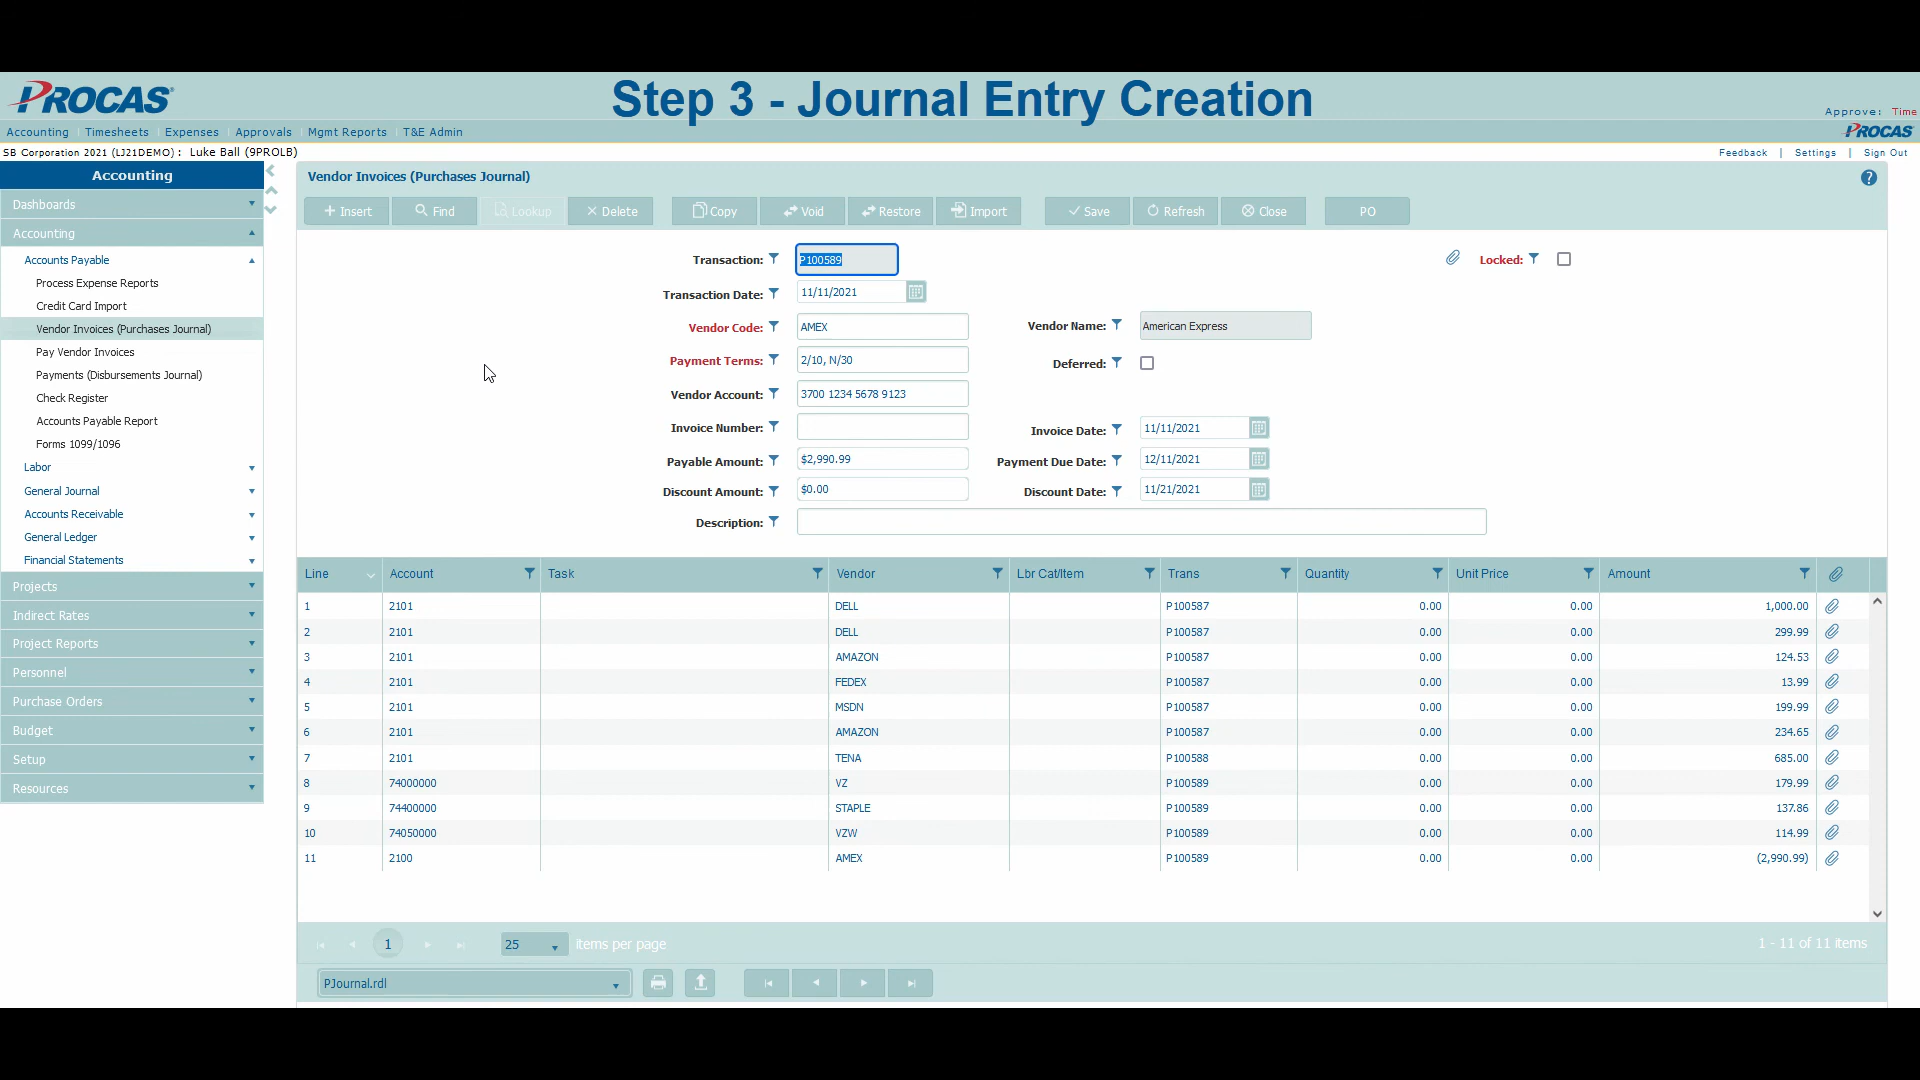 PROCAS
Step 3 - Journal Entry Creation
Approve: Time
Accounting Timesheets Expenses Approvals Mgmt Reports T&E Admin
PROCAS
SB Corporation 2021 (LJ21DEMO) : Luke Ball (9PROLB)
Feedback | Settings | Sign Out
Accounting
Dashboards
Accounting
Accounts Payable
Process Expense Reports
Credit Card Import
Vendor Invoices (Purchases Journal)
Pay Vendor Invoices
Payments (Disbursements Journal)
Check Register
Accounts Payable Report
Forms 1099/1096
Labor
General Journal
Accounts Receivable
General Ledger
Financial Statements
Projects
Indirect Rates
Project Reports
Personnel
Purchase Orders
Budget
Setup
Resources
Vendor Invoices (Purchases Journal)
Insert Find Lookup Delete Copy Void Restore Import Save Refresh Close PO
Transaction: P100589 Locked:
Transaction Date: 11/11/2021
Vendor Code: AMEX Vendor Name: American Express
Payment Terms: 2/10, N/30 Deferred:
Vendor Account: 3700 1234 5678 9123
Invoice Number: Invoice Date: 11/11/2021
Payable Amount: $2,990.99 Payment Due Date: 12/11/2021
Discount Amount: $0.00 Discount Date: 11/21/2021
Description:
Line Account Task Vendor Lbr Cat/Item Trans Quantity Unit Price Amount
1 2101 DELL P100587 0.00 0.00 1,000.00
2 2101 DELL P100587 0.00 0.00 299.99
3 2101 AMAZON P100587 0.00 0.00 124.53
4 2101 FEDEX P100587 0.00 0.00 13.99
5 2101 MSDN P100587 0.00 0.00 199.99
6 2101 AMAZON P100587 0.00 0.00 234.65
7 2101 TENA P100588 0.00 0.00 685.00
8 74000000 VZ P100589 0.00 0.00 179.99
9 74400000 STAPLE P100589 0.00 0.00 137.86
10 74050000 VZW P100589 0.00 0.00 114.99
11 2100 AMEX P100589 0.00 0.00 (2,990.99)
1 25 items per page 1 - 11 of 11 items
PJournal.rdl